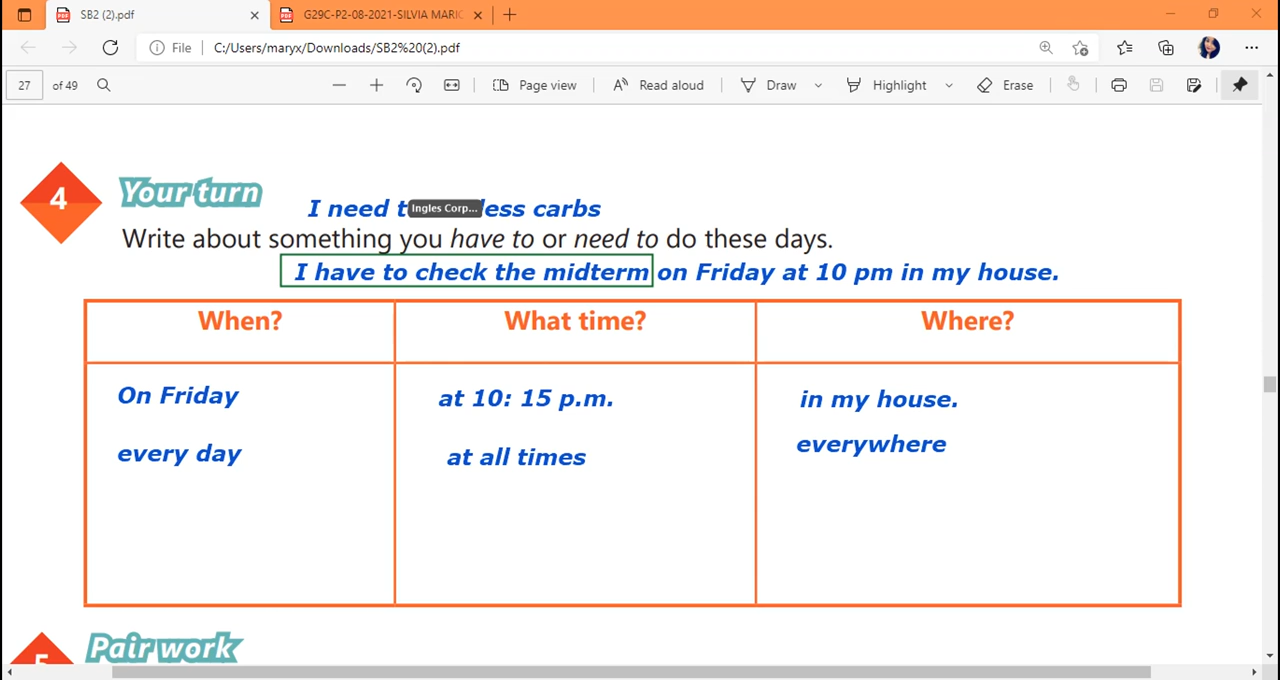 SB2 (2).pdf
G29C-P2-08-2021-SILVIA MARIC
File
C:/Users/maryx/Downloads/SB2%20(2).pdf
27 of 49
Page view
Read aloud
Draw
Highlight
Erase
4 Your turn
I need t Ingles Corp... less carbs
Write about something you have to or need to do these days.
I have to check the midterm on Friday at 10 pm in my house.
When? What time? Where?
On Friday at 10: 15 p.m. in my house.
every day at all times everywhere
5 Pair work